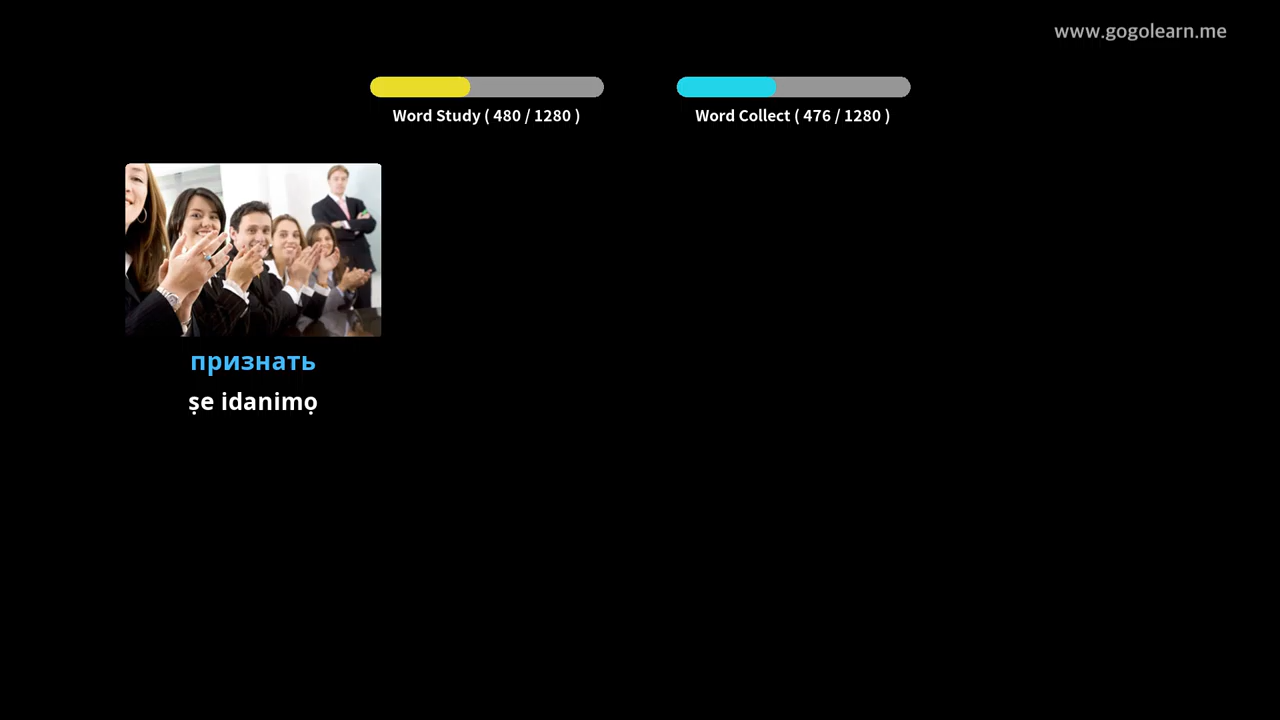 www.gogolearn.me
Word Study ( 480 / 1280 )
Word Collect ( 476 / 1280 )
признать
ṣe idanimọ